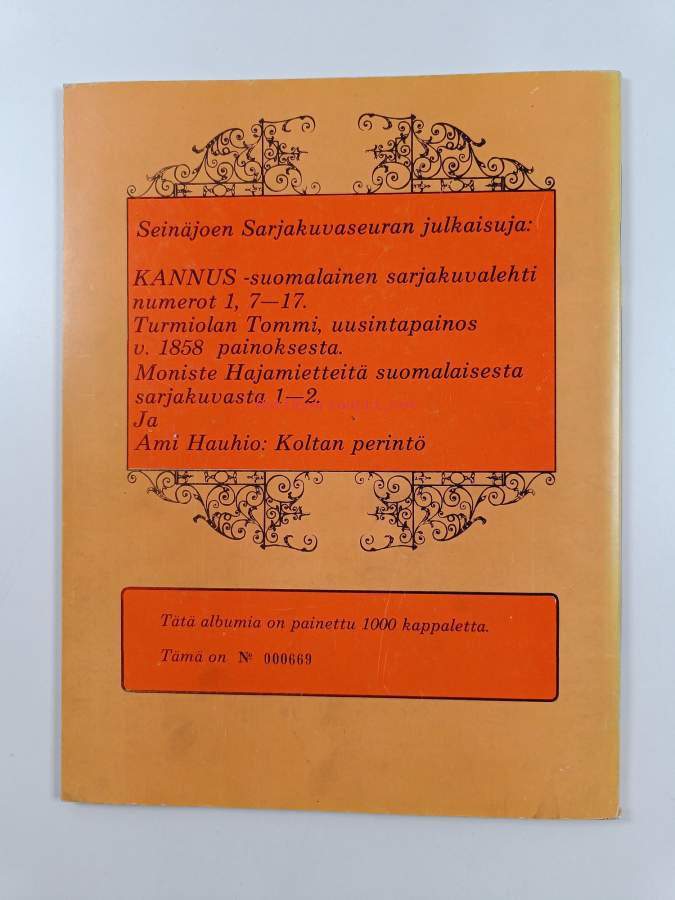 Seinäjoen Sarjakuvaseuran julkaisuja:
KANNUS -suomalainen sarjakuvalehti
numerot 1, 7—17.
Turmiolan Tommi, uusintapainos
v. 1858 painoksesta.
Moniste Hajamietteitä suomalaisesta
sarjakuvasta 1—2.
Ja
Ami Hauhio: Koltan perintö
Tätä albumia on painettu 1000 kappaletta.
Tämä on № 000669